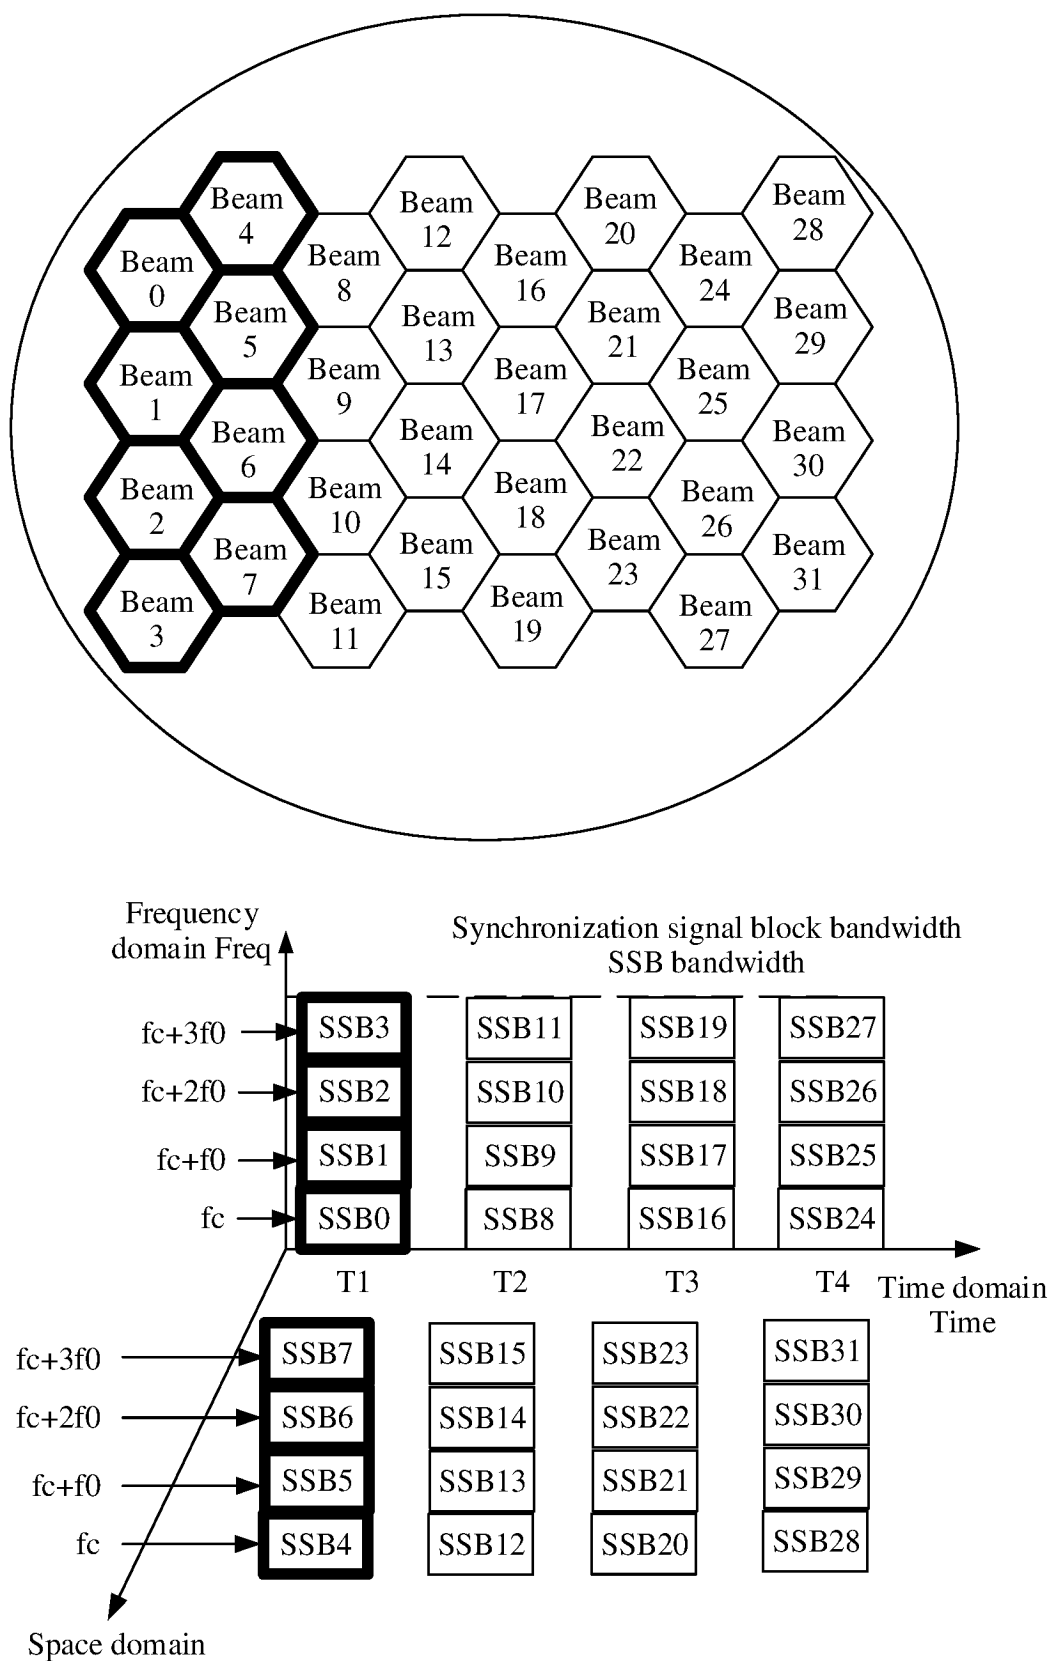 Beam
4
Beam
12
Beam
20
Beam
28
Beam
0
Beam
8
Beam
16
Beam
24
Beam
5
Beam
13
Beam
21
Beam
29
Beam
1
Beam
9
Beam
17
Beam
25
Beam
6
Beam
14
Beam
22
Beam
30
Beam
2
Beam
10
Beam
18
Beam
26
Beam
7
Beam
15
Beam
23
Beam
31
Beam
3
Beam
11
Beam
19
Beam
27
Frequency
domain Freq
Synchronization signal block bandwidth
SSB bandwidth
fc+3f0 SSB3 SSB11 SSB19 SSB27
fc+2f0 SSB2 SSB10 SSB18 SSB26
fc+f0 SSB1 SSB9 SSB17 SSB25
fc SSB0 SSB8 SSB16 SSB24
T1 T2 T3 T4
Time domain
Time
fc+3f0 SSB7 SSB15 SSB23 SSB31
fc+2f0 SSB6 SSB14 SSB22 SSB30
fc+f0 SSB5 SSB13 SSB21 SSB29
fc SSB4 SSB12 SSB20 SSB28
Space domain